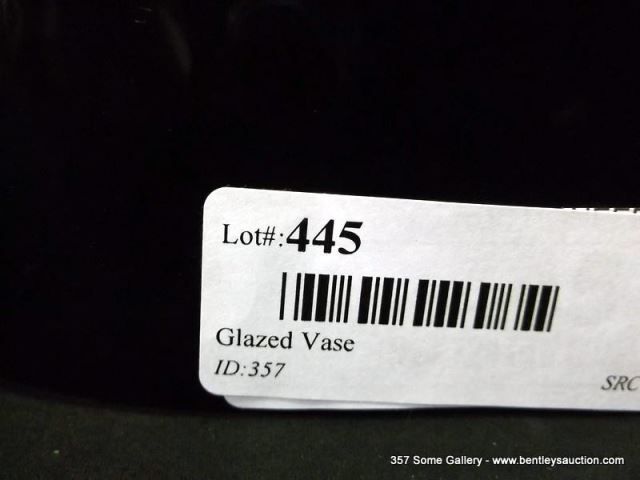 Lot#:445
Glazed Vase
ID:357
SRC
357 Some Gallery - www.bentleysauction.com